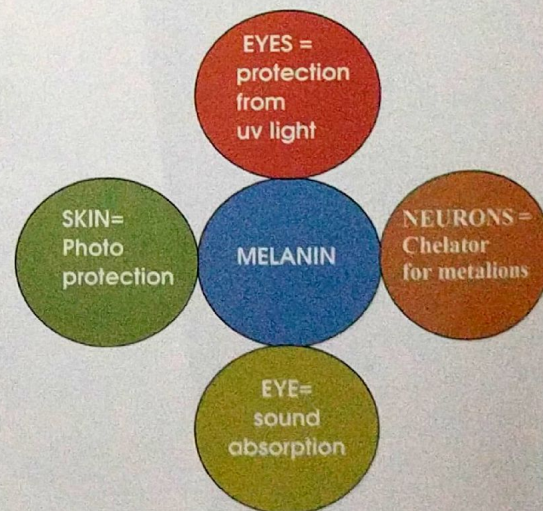 EYES =
protection
from
uv light
SKIN=
Photo
protection
MELANIN
NEURONS =
Chelator
for metalions
EYE=
sound
absorption